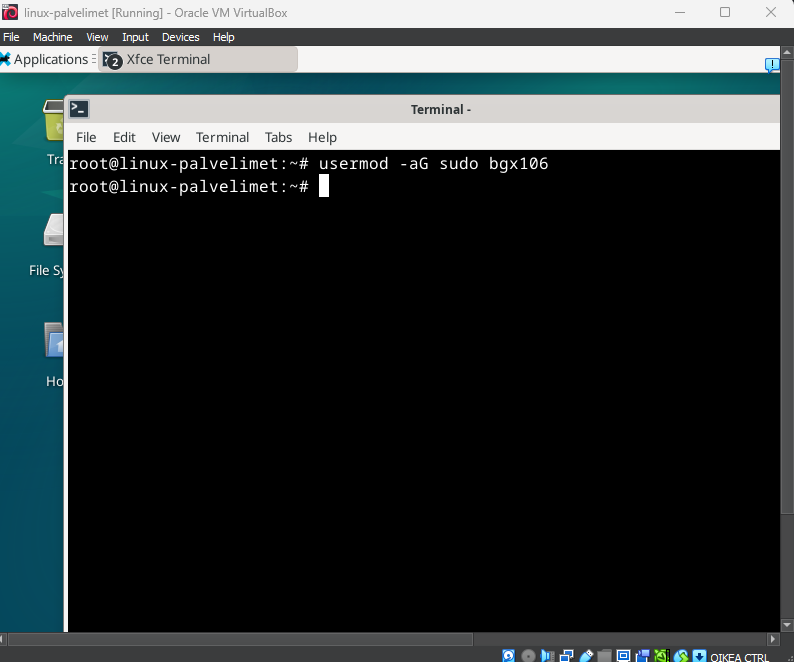 linux-palvelimet [Running] - Oracle VM VirtualBox
File Machine View Input Devices Help
Applications 2 Xfce Terminal
Terminal -
File Edit View Terminal Tabs Help
root@linux-palvelimet:~# usermod -aG sudo bgx106
root@linux-palvelimet:~#
Tra
File Sy
Ho
OIKEA CTRL